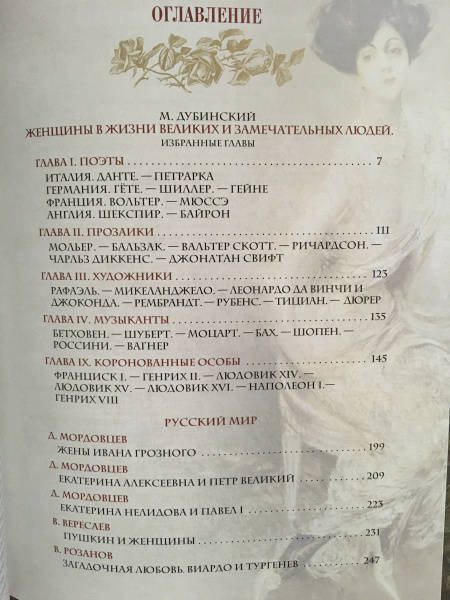 ОГЛАВЛЕНИЕ
М. ДУБИНСКИЙ
ЖЕНЩИНЫ В ЖИЗНИ ВЕЛИКИХ И ЗАМЕЧАТЕЛЬНЫХ ЛЮДЕЙ.
ИЗБРАННЫЕ ГЛАВЫ
ГЛАВА I. ПОЭТЫ 7
ИТАЛИЯ. ДАНТЕ. — ПЕТРАРКА
ГЕРМАНИЯ. ГЁТЕ. — ШИЛЛЕР. — ГЕЙНЕ
ФРАНЦИЯ. ВОЛЬТЕР. — МЮССЭ
АНГЛИЯ. ШЕКСПИР. — БАЙРОН
ГЛАВА II. ПРОЗАИКИ 111
МОЛЬЕР. — БАЛЬЗАК. — ВАЛЬТЕР СКОТТ. — РИЧАРДСОН. —
ЧАРЛЬЗ ДИККЕНС. — ДЖОНАТАН СВИФТ
ГЛАВА III. ХУДОЖНИКИ 123
РАФАЭЛЬ. — МИКЕЛАНДЖЕЛО. — ЛЕОНАРДО ДА ВИНЧИ И
ДЖОКОНДА. — РЕМБРАНДТ. — РУБЕНС. — ТИЦИАН. — ДЮРЕР
ГЛАВА IV. МУЗЫКАНТЫ 135
БЕТХОВЕН. — ШУБЕРТ. — МОЦАРТ. — БАХ. — ШОПЕН. —
РОССИНИ. — ВАГНЕР
ГЛАВА IX. КОРОНОВАННЫЕ ОСОБЫ 145
ФРАНЦИСК I. — ГЕНРИХ II. — ЛЮДОВИК XIV. —
ЛЮДОВИК XV. — ЛЮДОВИК XVI. — НАПОЛЕОН I. —
ГЕНРИХ VIII
РУССКИЙ МИР
Д. МОРДОВЦЕВ
ЖЕНЫ ИВАНА ГРОЗНОГО 199
Д. МОРДОВЦЕВ
ЕКАТЕРИНА АЛЕКСЕЕВНА И ПЕТР ВЕЛИКИЙ 209
Д. МОРДОВЦЕВ
ЕКАТЕРИНА НЕЛИДОВА И ПАВЕЛ I 223
В. ВЕРЕСАЕВ
ПУШКИН И ЖЕНЩИНЫ 231
В. РОЗАНОВ
ЗАГАДОЧНАЯ ЛЮБОВЬ. ВИАРДО И ТУРГЕНЕВ 247